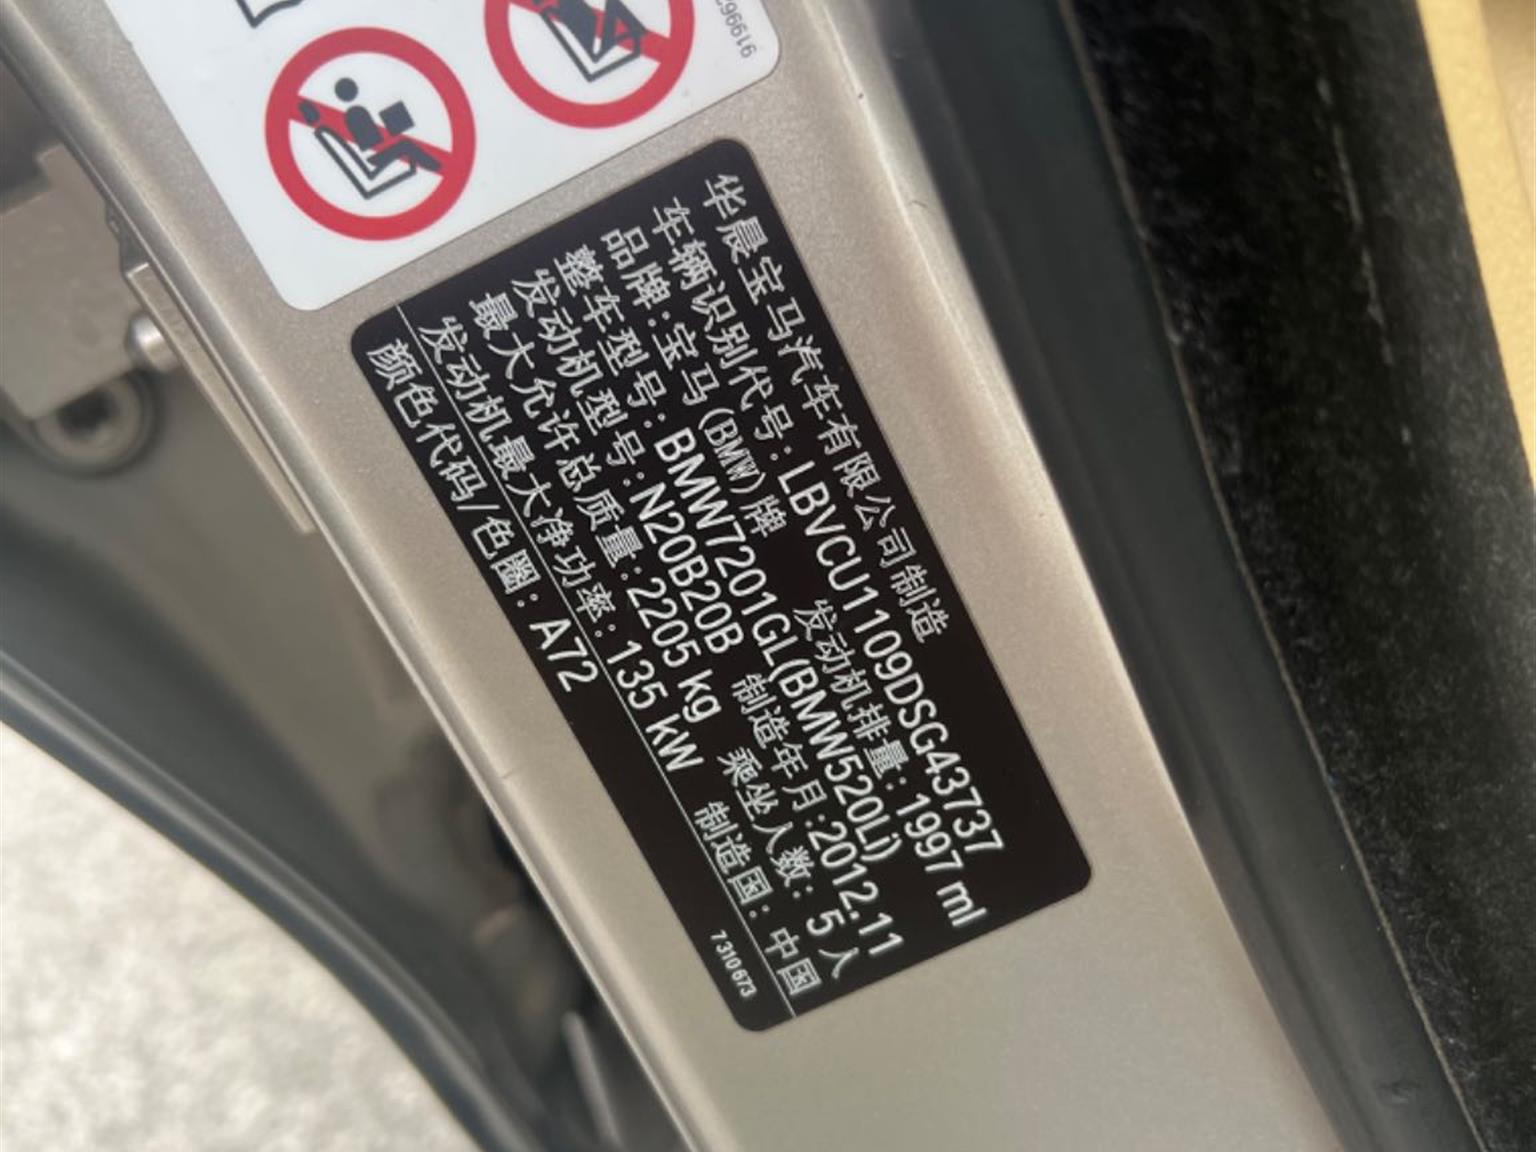 华晨宝马汽车有限公司制造
车辆识别代号:LBVCU1109DSG43737
品牌:宝马(BMW)牌 发动机排量:1997 ml
整车型号:BMW7201GL(BMW520Li)
发动机型号:N20B20B 制造年月:2012.11
最大允许总质量:2205 kg 乘坐人数:5人
发动机最大净功率:135 kW 制造国:中国
颜色代码/色圈:A72
7310673